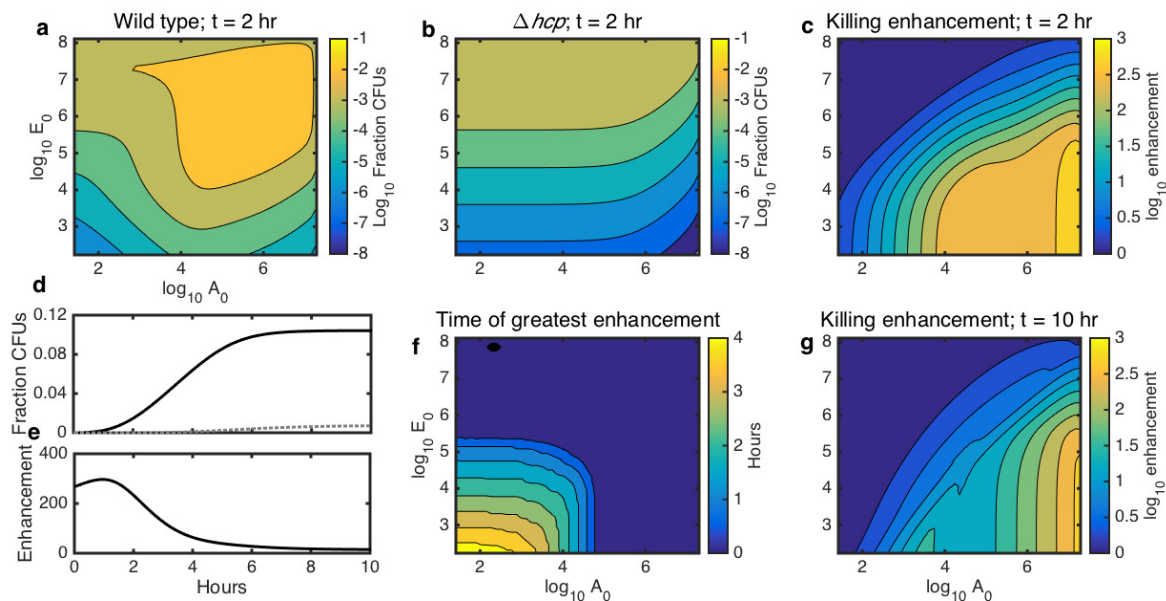 a Wild type; t = 2 hr
8
7
6
5
4
3
log10 E0
2 4 6
log10 A0
-1
-2
-3
-4
-5
-6
-7
-8
Log10 Fraction CFUs
b Δhcp; t = 2 hr
8
7
6
5
4
3
2 4 6
-1
-2
-3
-4
-5
-6
-7
-8
Log10 Fraction CFUs
c Killing enhancement; t = 2 hr
8
7
6
5
4
3
2 4 6
3
2.5
2
1.5
1
0.5
0
log10 enhancement
d
0.12
0.08
0.04
0
Fraction CFUs
e
400
200
0
Enhancement
0 2 4 6 8 10
Hours
Time of greatest enhancement
f
8
7
6
5
4
3
log10 E0
2 4 6
log10 A0
4
3
2
1
0
Hours
Killing enhancement; t = 10 hr
g
8
7
6
5
4
3
2 4 6
log10 A0
3
2.5
2
1.5
1
0.5
0
log10 enhancement